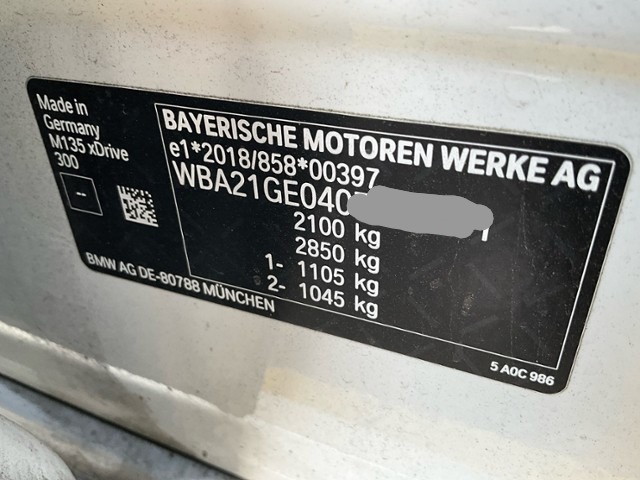 Made in
Germany
M135 xDrive
300
--
BAYERISCHE MOTOREN WERKE AG
e1*2018/858*00397
WBA21GE040
2100 kg
2850 kg
1- 1105 kg
2- 1045 kg
BMW AG DE-80788 MÜNCHEN
5 A0C 986